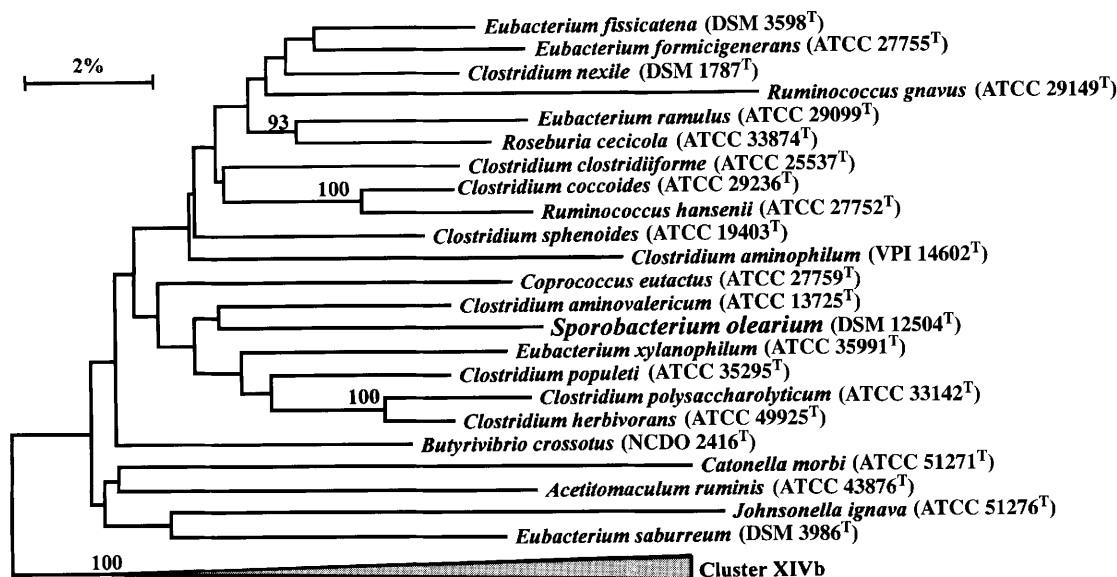 Eubacterium fissicatena (DSM 3598T)
Eubacterium formicigenerans (ATCC 27755T)
2%
Clostridium nexile (DSM 1787T)
Ruminococcus gnavus (ATCC 29149T)
93
Eubacterium ramulus (ATCC 29099T)
Roseburia cecicola (ATCC 33874T)
Clostridium clostridiiforme (ATCC 25537T)
100
Clostridium coccoides (ATCC 29236T)
Ruminococcus hansenii (ATCC 27752T)
Clostridium sphenoides (ATCC 19403T)
Clostridium aminophilum (VPI 14602T)
Coprococcus eutactus (ATCC 27759T)
Clostridium aminovalericum (ATCC 13725T)
Sporobacterium olearium (DSM 12504T)
Eubacterium xylanophilum (ATCC 35991T)
Clostridium populeti (ATCC 35295T)
100
Clostridium polysaccharolyticum (ATCC 33142T)
Clostridium herbivorans (ATCC 49925T)
Butyrivibrio crossotus (NCDO 2416T)
Catonella morbi (ATCC 51271T)
Acetitomaculum ruminis (ATCC 43876T)
Johnsonella ignava (ATCC 51276T)
Eubacterium saburreum (DSM 3986T)
100
Cluster XIVb